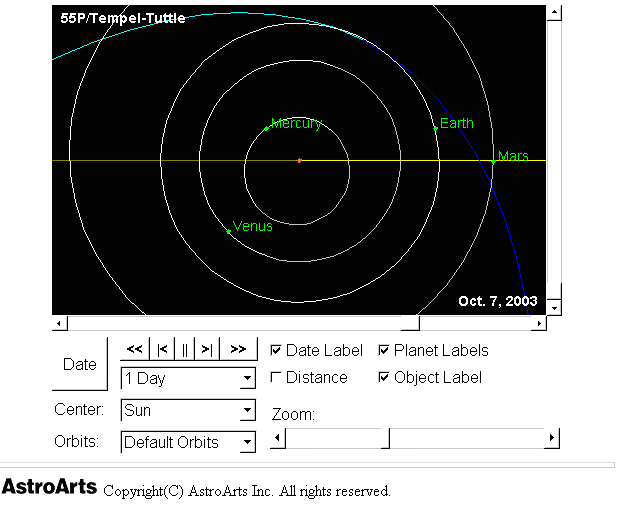 55P/Tempel-Tuttle
Mercury
Earth
Mars
Venus
Oct. 7, 2003
Date
<< |< || >| >>
Date Label
Planet Labels
1 Day
Distance
Object Label
Center:
Sun
Zoom:
Orbits:
Default Orbits
AstroArts Copyright(C) AstroArts Inc. All rights reserved.